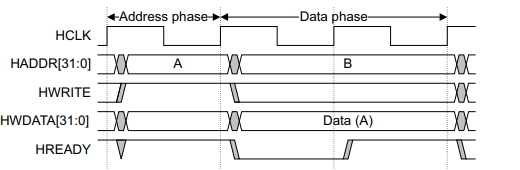 Address phase Data phase
HCLK
HADDR[31:0] A B
HWRITE
HWDATA[31:0] Data (A)
HREADY